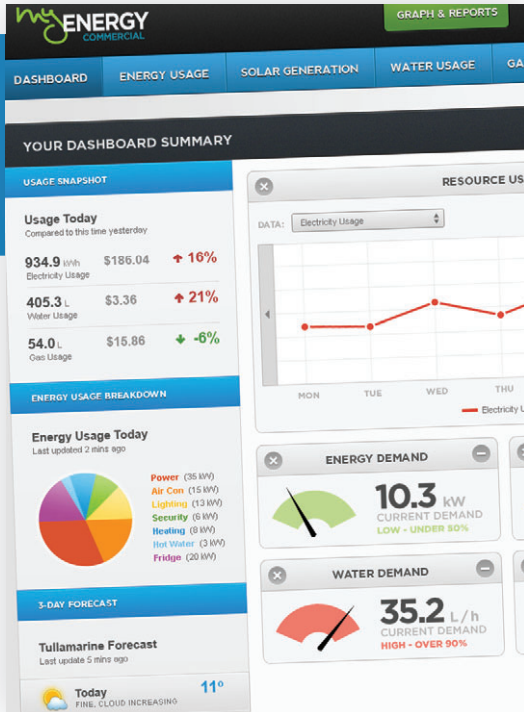 my ENERGY
COMMERCIAL
GRAPH & REPORTS
DASHBOARD
ENERGY USAGE
SOLAR GENERATION
WATER USAGE
GA
YOUR DASHBOARD SUMMARY
USAGE SNAPSHOT
Usage Today
Compared to this time yesterday
934.9 kWh $186.04 16%
Electricity Usage
405.3 L $3.36 21%
Water Usage
54.0 L $15.86 -6%
Gas Usage
ENERGY USAGE BREAKDOWN
Energy Usage Today
Last updated 2 mins ago
Power (35 kW)
Air Con (15 kW)
Lighting (13 kW)
Security (6 kW)
Heating (8 kW)
Hot Water (3 kW)
Fridge (20 kW)
3-DAY FORECAST
Tullamarine Forecast
Last update 5 mins ago
Today 11°
FINE, CLOUD INCREASING
RESOURCE US
DATA: Electricity Usage
MON TUE WED THU
Electricity U
ENERGY DEMAND
10.3 kW
CURRENT DEMAND
LOW - UNDER 50%
WATER DEMAND
35.2 L/h
CURRENT DEMAND
HIGH - OVER 90%